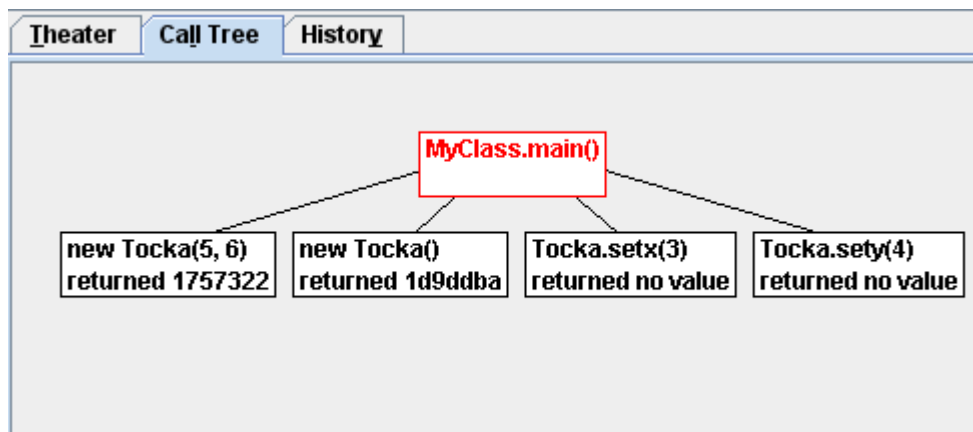 Theater Call Tree History
MyClass.main()
new Tocka(5, 6)
returned 1757322
new Tocka()
returned 1d9ddba
Tocka.setx(3)
returned no value
Tocka.sety(4)
returned no value